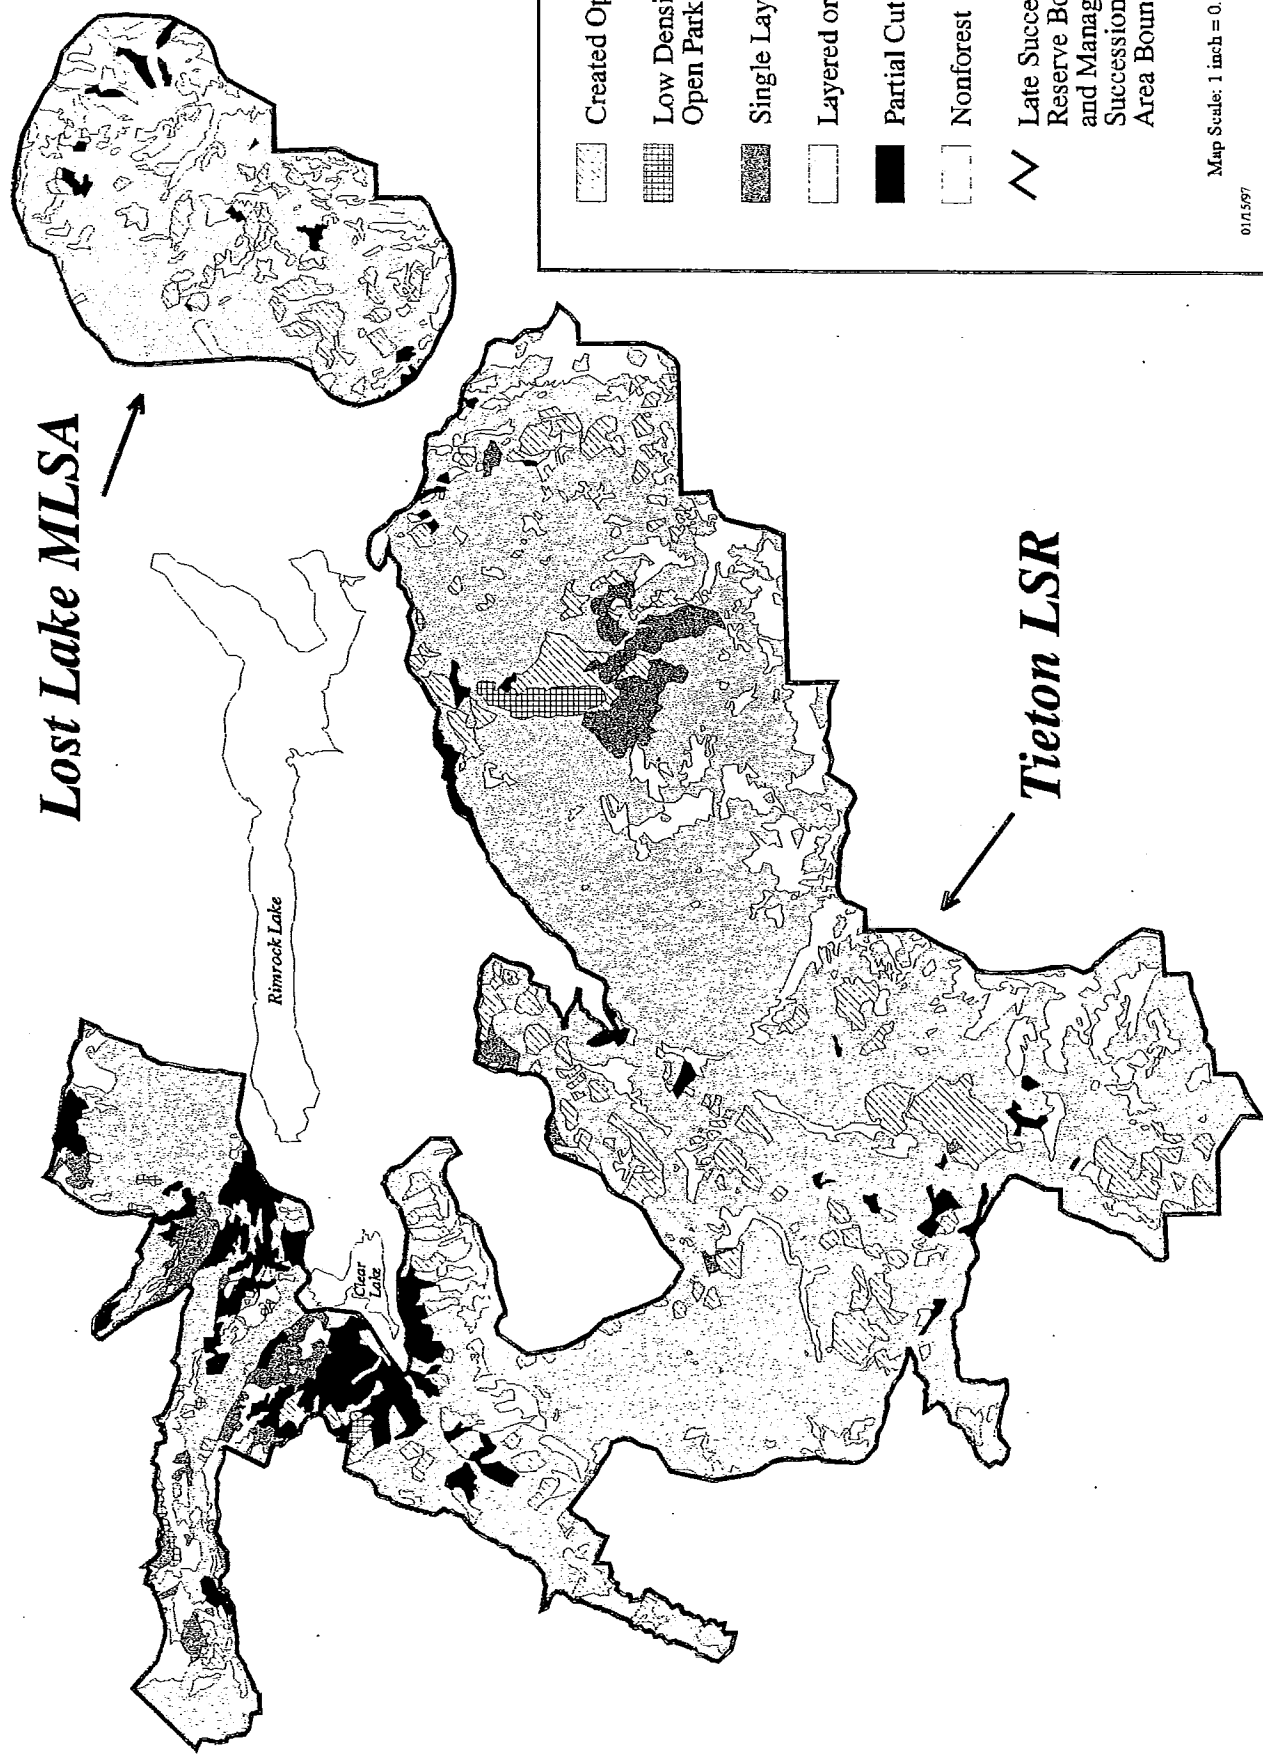 Lost Lake MLSA
Rimrock Lake
Clear
Lake
Tieton LSR
Created Op
Low Densi
Open Park
Single Lay
Layered or
Partial Cut
Nonforest
Late Succe
Reserve Bo
and Manag
Succession
Area Boun
Map Scale: 1 inch = 0.
01/15/97